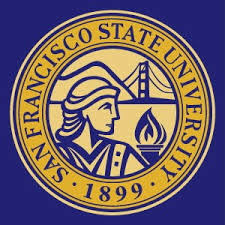 SAN FRANCISCO STATE UNIVERSITY
· 1899 ·